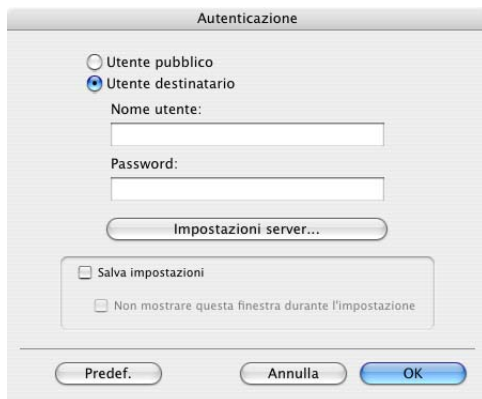 Autenticazione
Utente pubblico
Utente destinatario
Nome utente:
Password:
Impostazioni server...
Salva impostazioni
Non mostrare questa finestra durante l'impostazione
Predef.
Annulla
OK